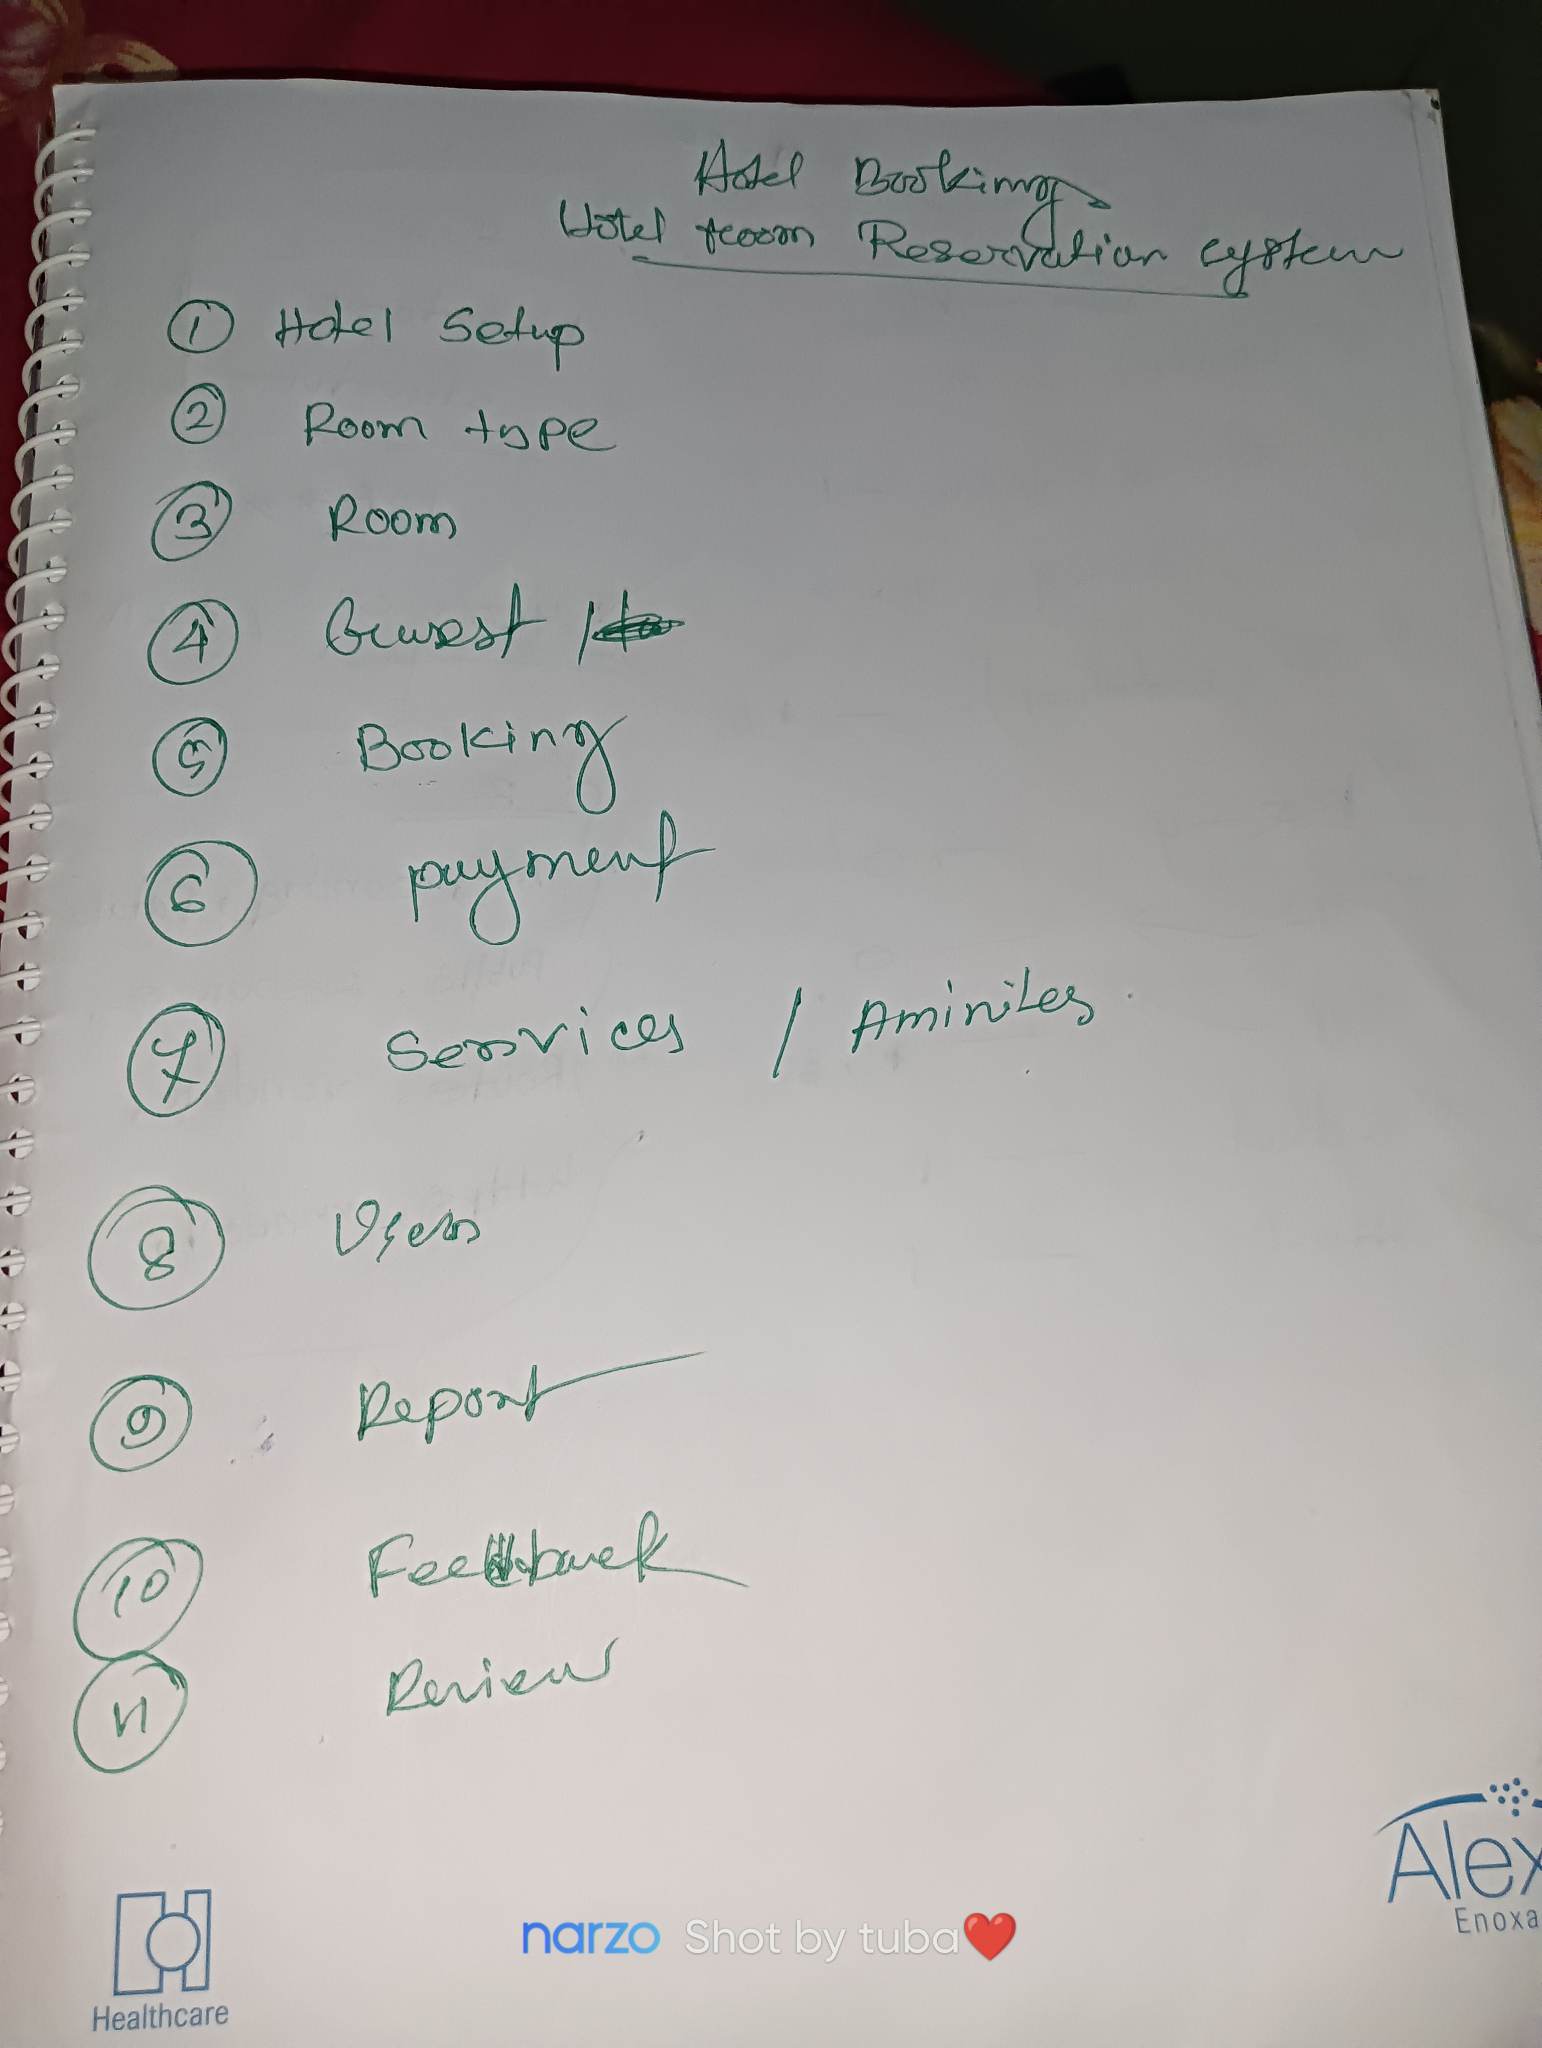 Hotel Booking
Hotel room Reservation system
① Hotel Setup
② Room type
③ Room
④ Guest /
⑤ Booking
⑥ payment
⑦ Services / Aminites
⑧ Users
⑨ Report
⑩ Feedback
⑪ Review
Alex
Enoxa
narzo Shot by tuba❤️
Healthcare